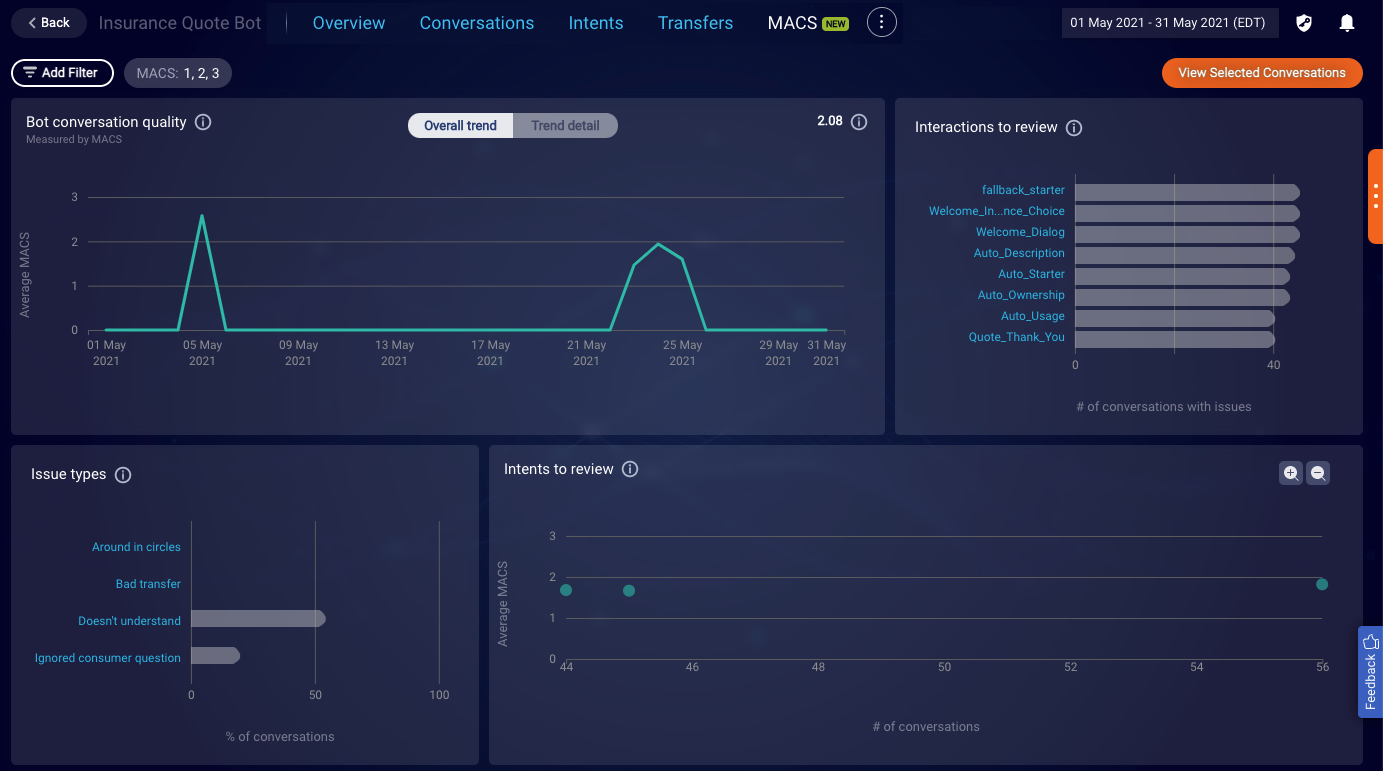 Back
Insurance Quote Bot
Overview
Conversations
Intents
Transfers
MACS NEW
01 May 2021 - 31 May 2021 (EDT)
Add Filter
MACS: 1, 2, 3
View Selected Conversations
Bot conversation quality
Measured by MACS
Overall trend
Trend detail
2.08
Average MACS
3
2
1
0
01 May 2021
05 May 2021
09 May 2021
13 May 2021
17 May 2021
21 May 2021
25 May 2021
29 May 2021
31 May 2021
Interactions to review
fallback_starter
Welcome_In...nce_Choice
Welcome_Dialog
Auto_Description
Auto_Starter
Auto_Ownership
Auto_Usage
Quote_Thank_You
0
40
# of conversations with issues
Issue types
Around in circles
Bad transfer
Doesn't understand
Ignored consumer question
0
50
100
% of conversations
Intents to review
Average MACS
3
2
1
0
44
46
48
50
52
54
56
# of conversations
Feedback